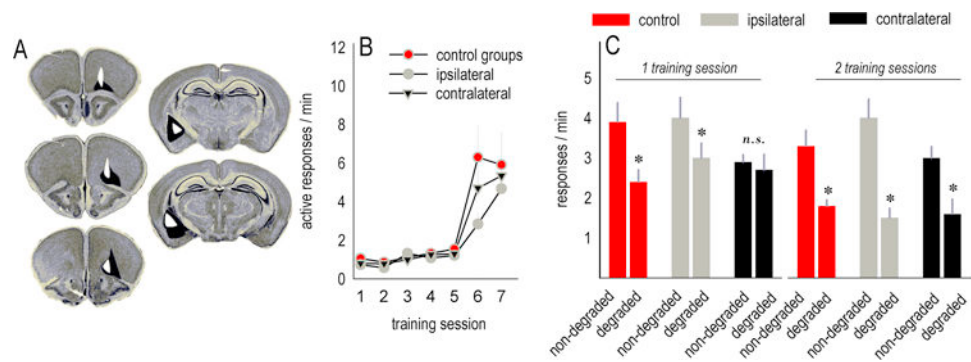 control
ipsilateral
contralateral
A
B
12
10
8
6
4
2
0
active responses / min
control groups
ipsilateral
contralateral
1 2 3 4 5 6 7
training session
C
1 training session
2 training sessions
5
4
3
2
1
responses / min
*
*
n.s.
*
*
*
non-degraded
degraded
non-degraded
degraded
non-degraded
degraded
non-degraded
degraded
non-degraded
degraded
non-degraded
degraded